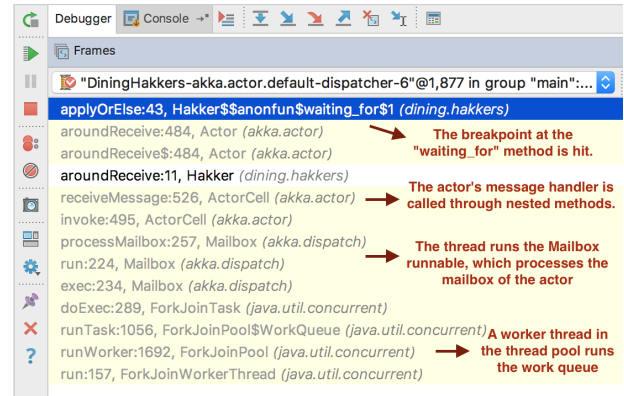 Debugger
Console
Frames
"DiningHakkers-akka.actor.default-dispatcher-6"@1,877 in group "main":...
applyOrElse:43, Hakker$$anonfun$waiting_for$1 (dining.hakkers)
aroundReceive:484, Actor (akka.actor)
The breakpoint at the
aroundReceive$:484, Actor (akka.actor)
"waiting_for" method is hit.
aroundReceive:11, Hakker (dining.hakkers)
The actor's message handler is
receiveMessage:526, ActorCell (akka.actor)
called through nested methods.
invoke:495, ActorCell (akka.actor)
processMailbox:257, Mailbox (akka.dispatch)
The thread runs the Mailbox
run:224, Mailbox (akka.dispatch)
runnable, which processes the
exec:234, Mailbox (akka.dispatch)
mailbox of the actor
doExec:289, ForkJoinTask (java.util.concurrent)
runTask:1056, ForkJoinPool$WorkQueue (java.util.concurrent)
A worker thread in
runWorker:1692, ForkJoinPool (java.util.concurrent)
the thread pool runs
run:157, ForkJoinWorkerThread (java.util.concurrent)
the work queue